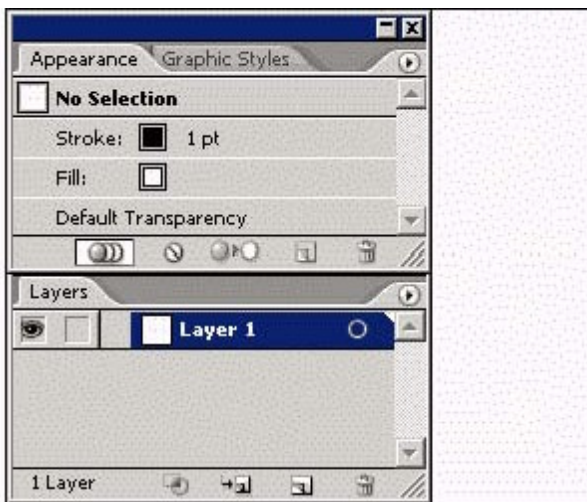 Appearance Graphic Styles
No Selection
Stroke: 1 pt
Fill:
Default Transparency
Layers
Layer 1
1 Layer